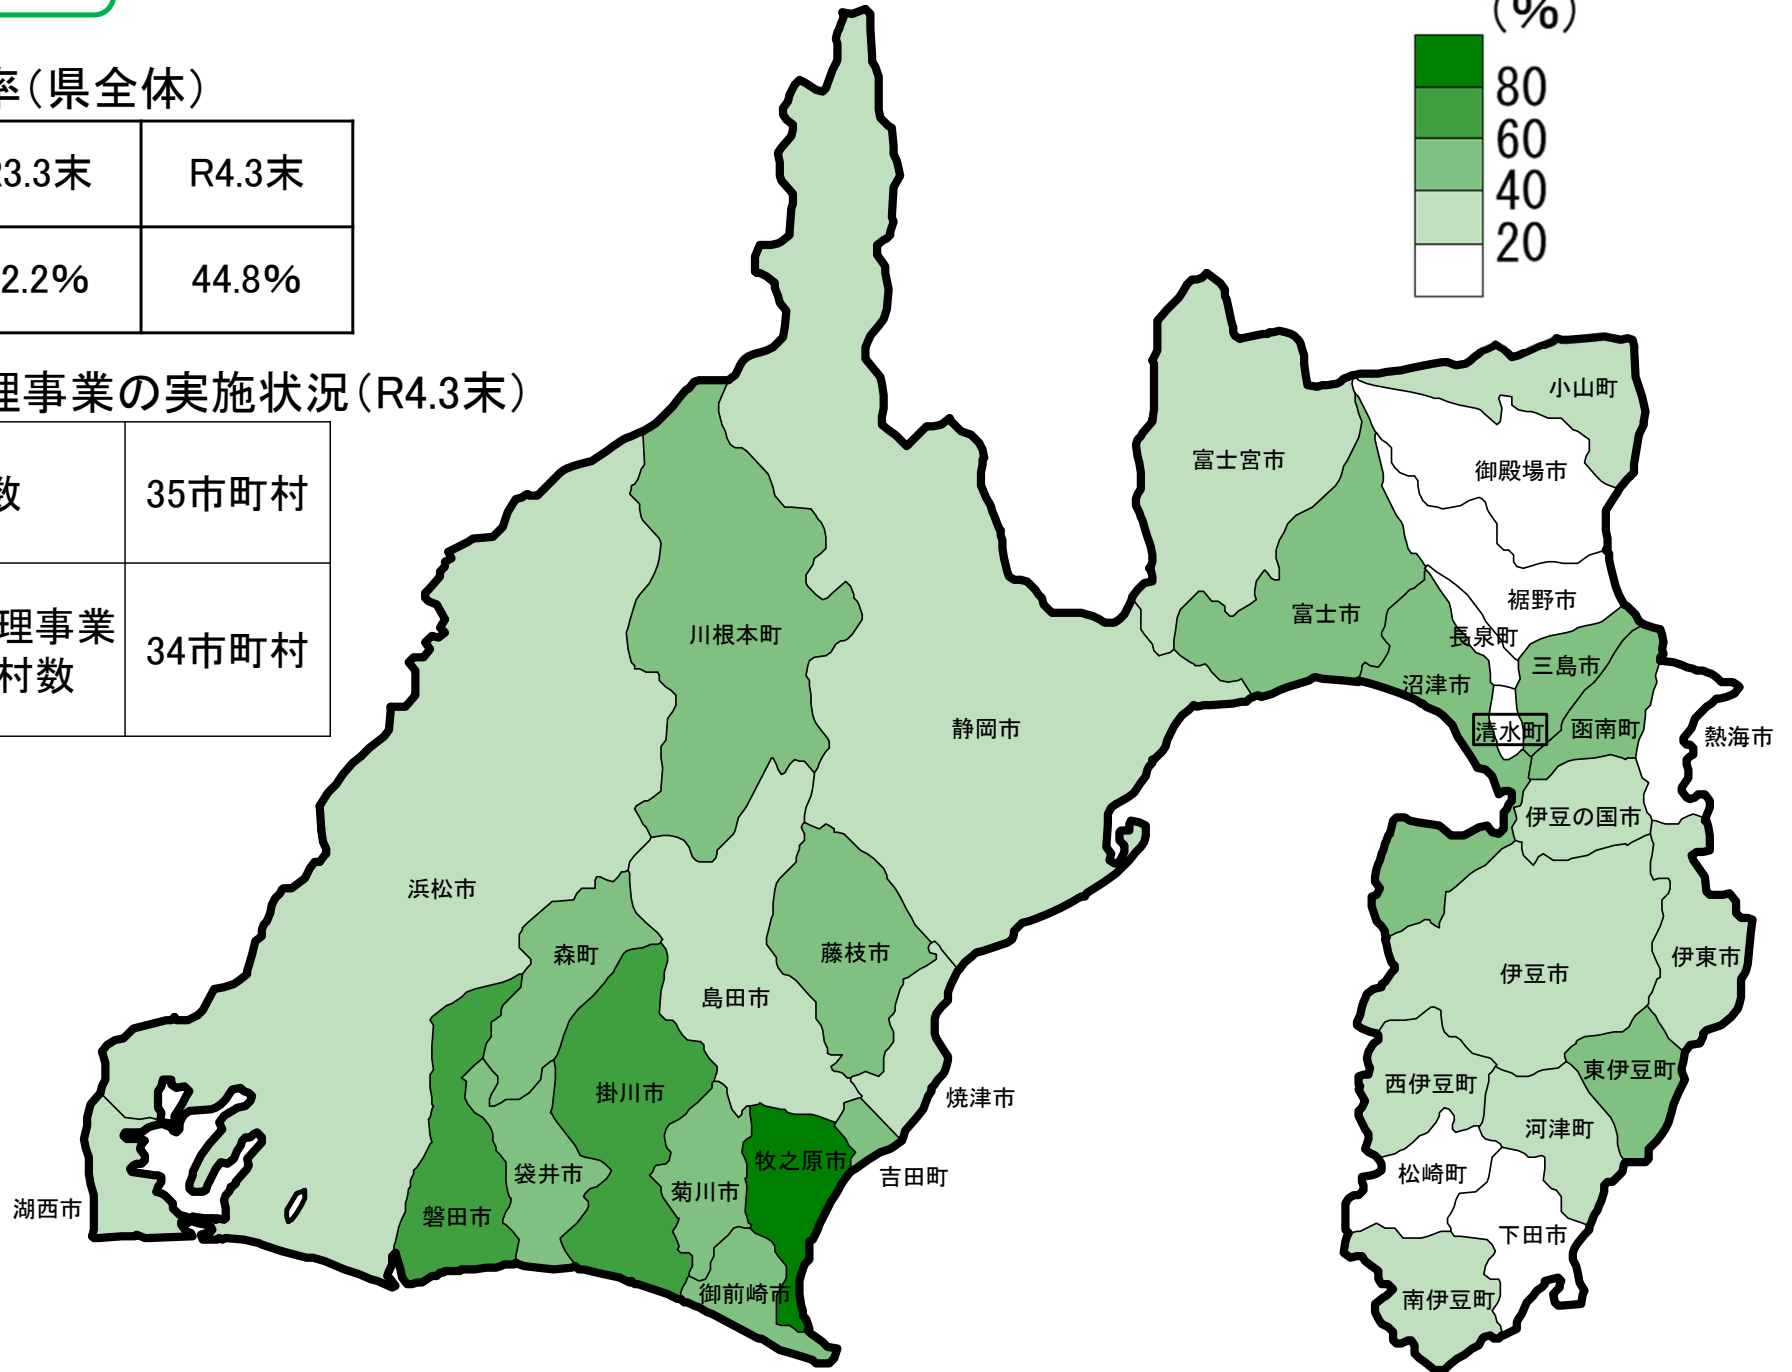 (%)
80
60
40
20
率(県全体)
R3.3末 R4.3末
2.2% 44.8%
理事業の実施状況(R4.3末)
数 35市町村
理事業
村数 34市町村
小山町
富士宮市
御殿場市
裾野市
富士市
川根本町
長泉町
三島市
沼津市
静岡市
清水町
函南町
熱海市
伊豆の国市
浜松市
藤枝市
森町
伊東市
伊豆市
島田市
東伊豆町
西伊豆町
掛川市
焼津市
河津町
牧之原市
袋井市
松崎町
吉田町
菊川市
湖西市
磐田市
下田市
御前崎市
南伊豆町